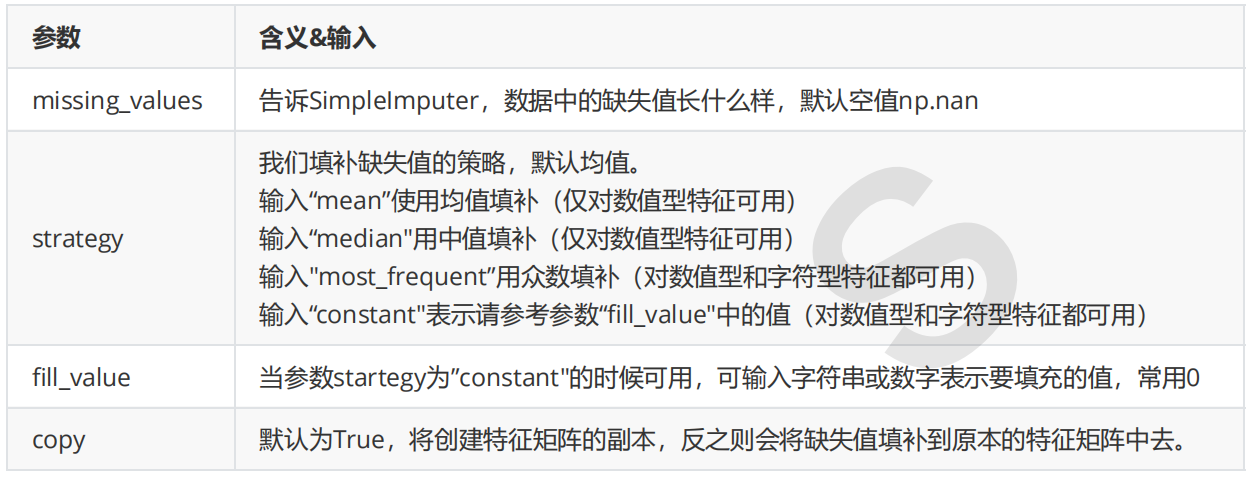 参数 含义&输入
missing_values 告诉SimpleImputer，数据中的缺失值长什么样，默认空值np.nan
我们填补缺失值的策略，默认均值。
输入“mean”使用均值填补（仅对数值型特征可用）
strategy 输入“median"用中值填补（仅对数值型特征可用）
输入"most_frequent”用众数填补（对数值型和字符型特征都可用）
输入“constant"表示请参考参数“fill_value"中的值（对数值型和字符型特征都可用）
fill_value 当参数startegy为”constant"的时候可用，可输入字符串或数字表示要填充的值，常用0
copy 默认为True，将创建特征矩阵的副本，反之则会将缺失值填补到原本的特征矩阵中去。
S